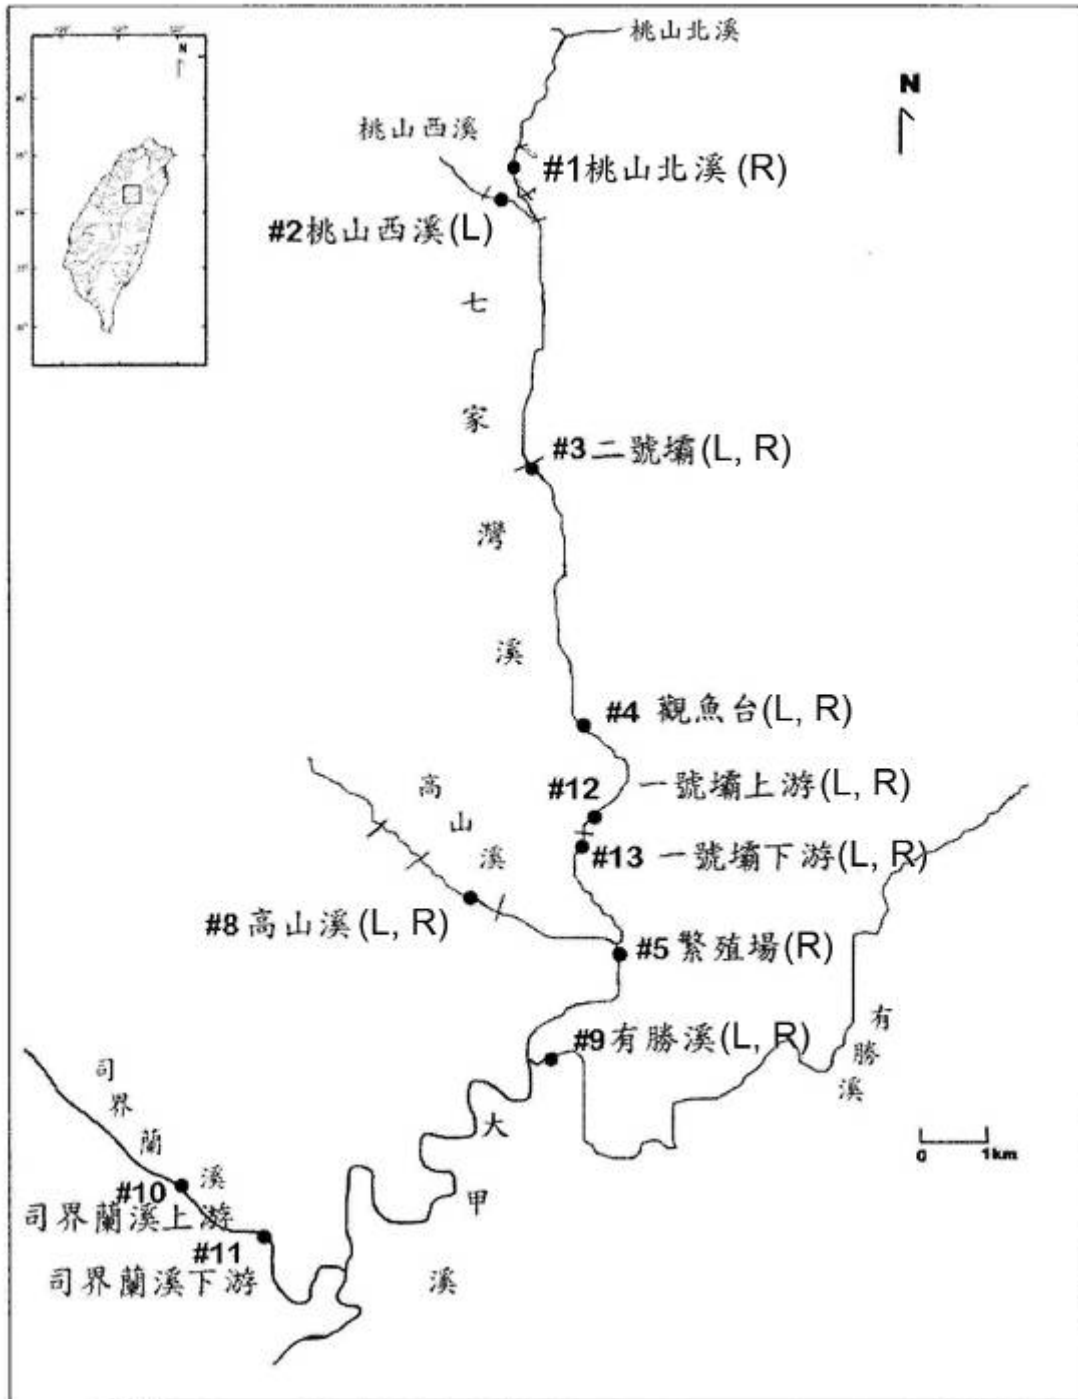 桃山北溪
N
N
桃山西溪
#1桃山北溪 (R)
#2桃山西溪(L)
七家灣溪
#3二號壩(L, R)
#4 觀魚台(L, R)
#12 一號壩上游(L, R)
#13 一號壩下游(L, R)
高山溪
#8高山溪(L, R)
#5繁殖場(R)
#9有勝溪(L, R)
有勝溪
司界蘭溪
#10
司界蘭溪上游
#11
司界蘭溪下游
大甲溪
0 1km